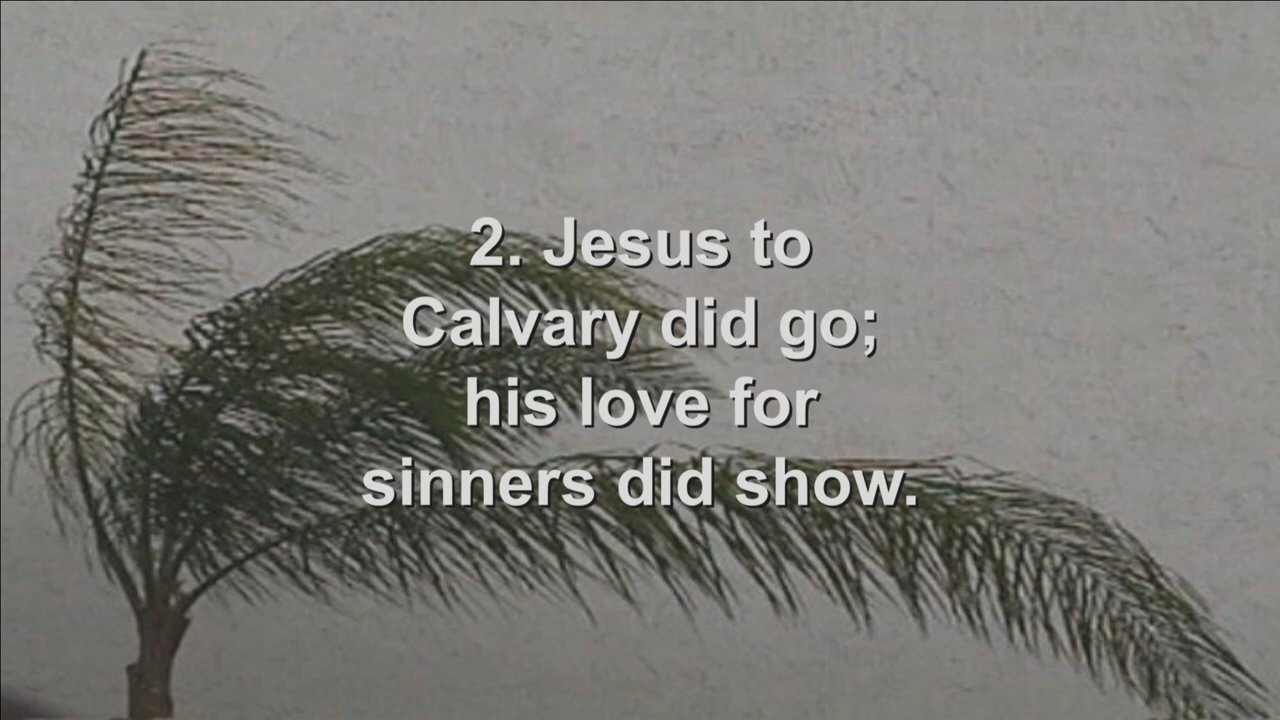 2. Jesus to
Calvary did go;
his love for
sinners did show.